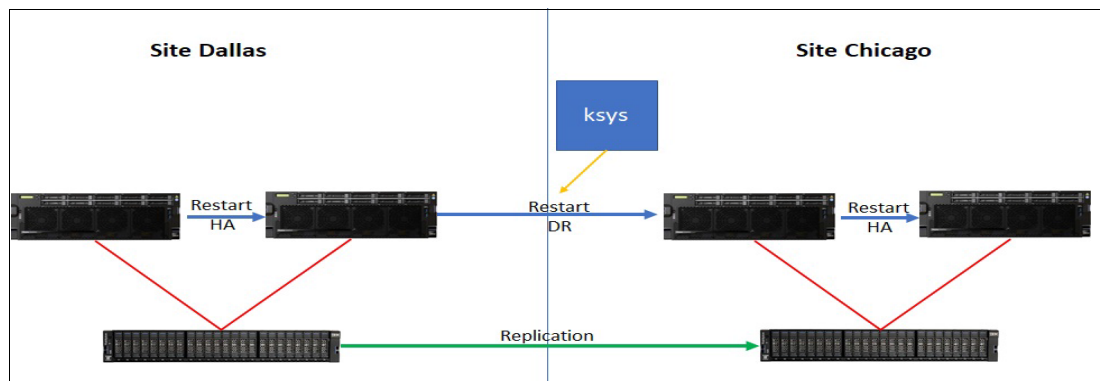 Site Dallas
Site Chicago
ksys
Restart
HA
Restart
DR
Restart
HA
Replication